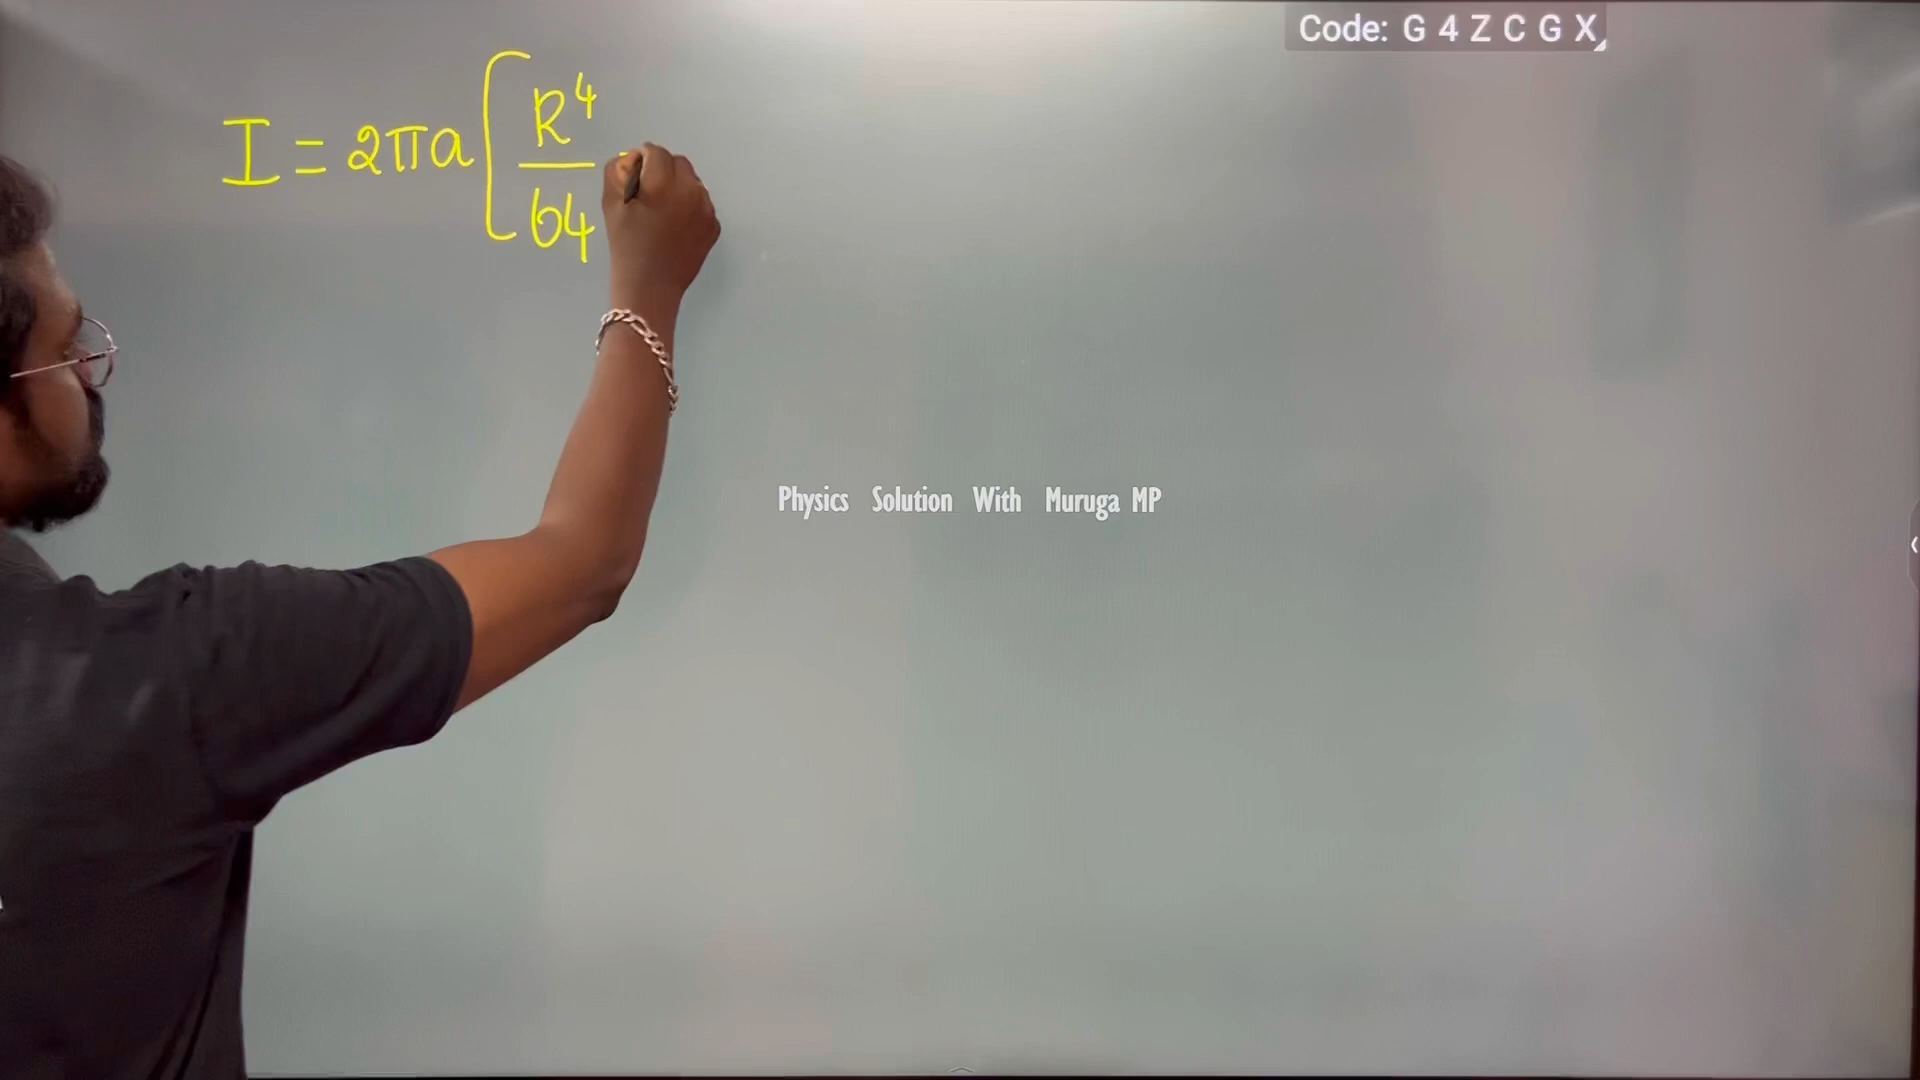 Code: G 4 Z C G X
I = 2πa [ R⁴ / 64 -
Physics Solution With Muruga MP